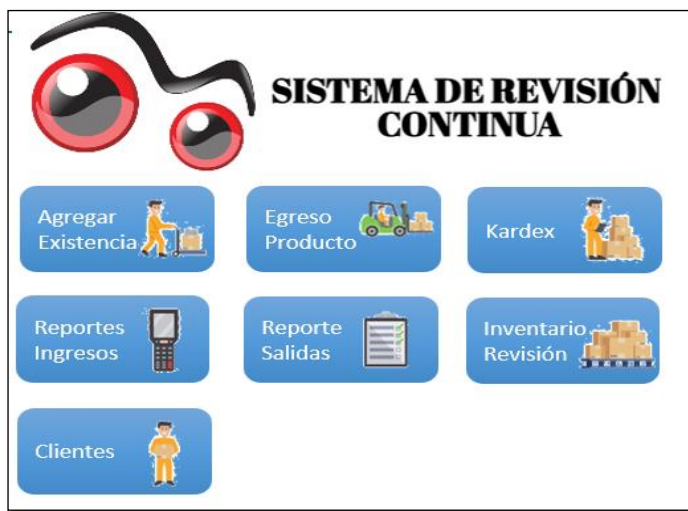 SISTEMA DE REVISIÓN
CONTINUA
Agregar
Existencia
Egreso
Producto
Kardex
Reportes
Ingresos
Reporte
Salidas
Inventario
Revisión
Clientes